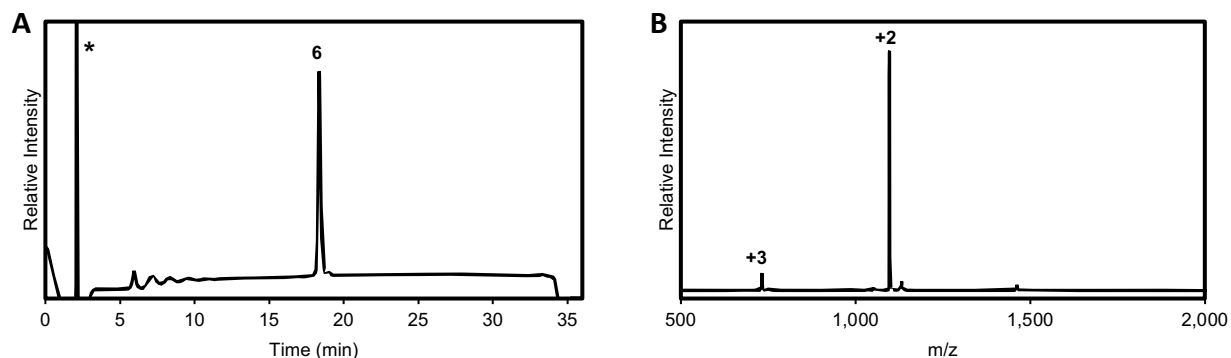 A
*
6
Relative Intensity
0 5 10 15 20 25 30 35
Time (min)
B
+2
+3
Relative Intensity
500 1,000 1,500 2,000
m/z